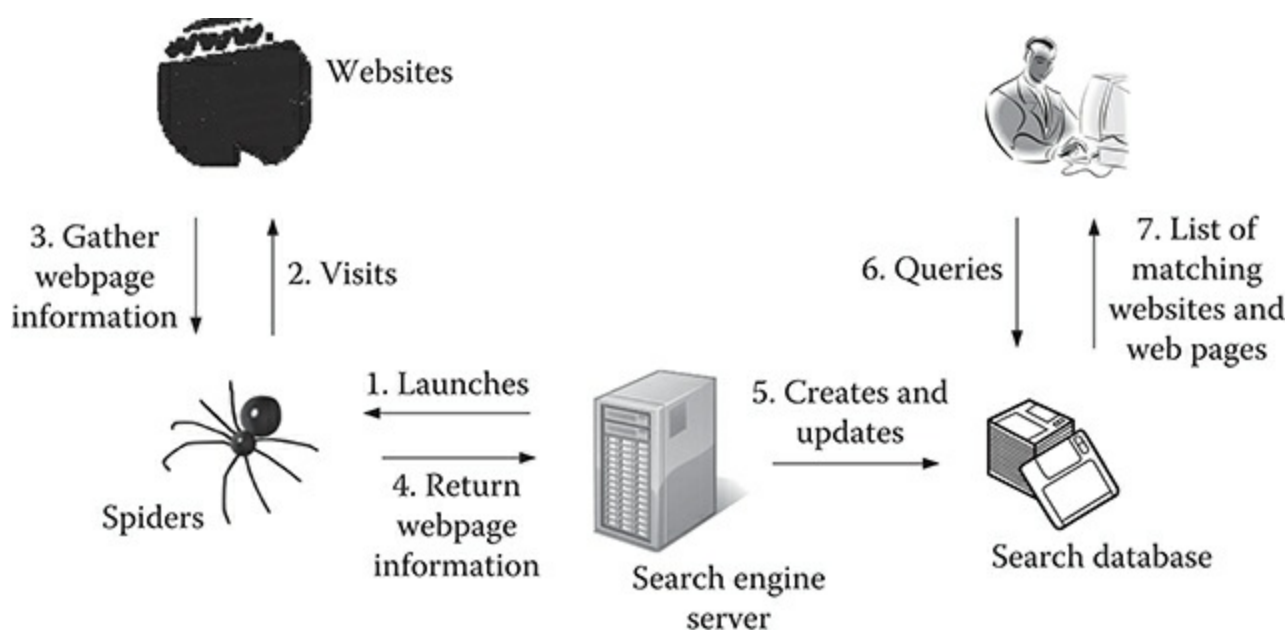 www.
Websites
3. Gather
webpage
information
2. Visits
6. Queries
7. List of
matching
websites and
web pages
1. Launches
4. Return
webpage
information
5. Creates and
updates
Spiders
Search engine
server
Search database